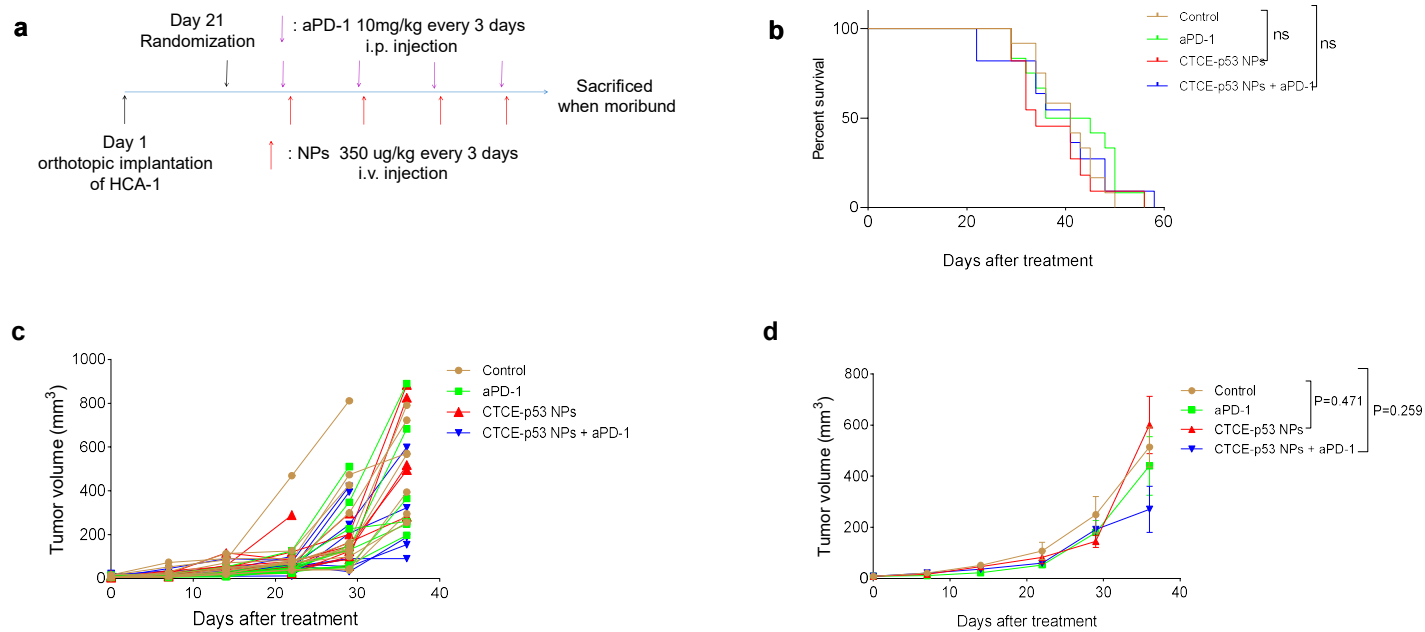 a
Day 21
Randomization
: aPD-1 10mg/kg every 3 days
i.p. injection
Sacrificed
when moribund
Day 1
orthotopic implantation
of HCA-1
: NPs 350 ug/kg every 3 days
i.v. injection
b
Percent survival
100
50
0
0
20
40
60
Days after treatment
Control
aPD-1
CTCE-p53 NPs
CTCE-p53 NPs + aPD-1
ns
ns
c
Tumor volume (mm³)
1000
800
600
400
200
0
0
10
20
30
40
Days after treatment
Control
aPD-1
CTCE-p53 NPs
CTCE-p53 NPs + aPD-1
d
Tumor volume (mm³)
800
600
400
200
0
0
10
20
30
40
Days after treatment
Control
aPD-1
CTCE-p53 NPs
CTCE-p53 NPs + aPD-1
P=0.471
P=0.259